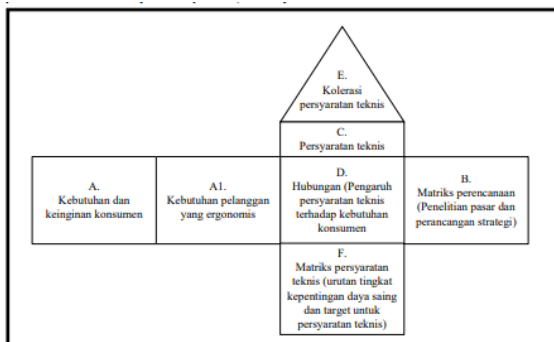 E.
Kolerasi
persyaratan teknis
C.
Persyaratan teknis
A.
Kebutuhan dan
keinginan konsumen
A1.
Kebutuhan pelanggan
yang ergonomis
D.
Hubungan (Pengaruh
persyaratan teknis
terhadap kebutuhan
konsumen
B.
Matriks perencanaan
(Penelitian pasar dan
perancangan strategi)
F.
Matriks persyaratan
teknis (urutan tingkat
kepentingan daya saing
dan target untuk
persyaratan teknis)